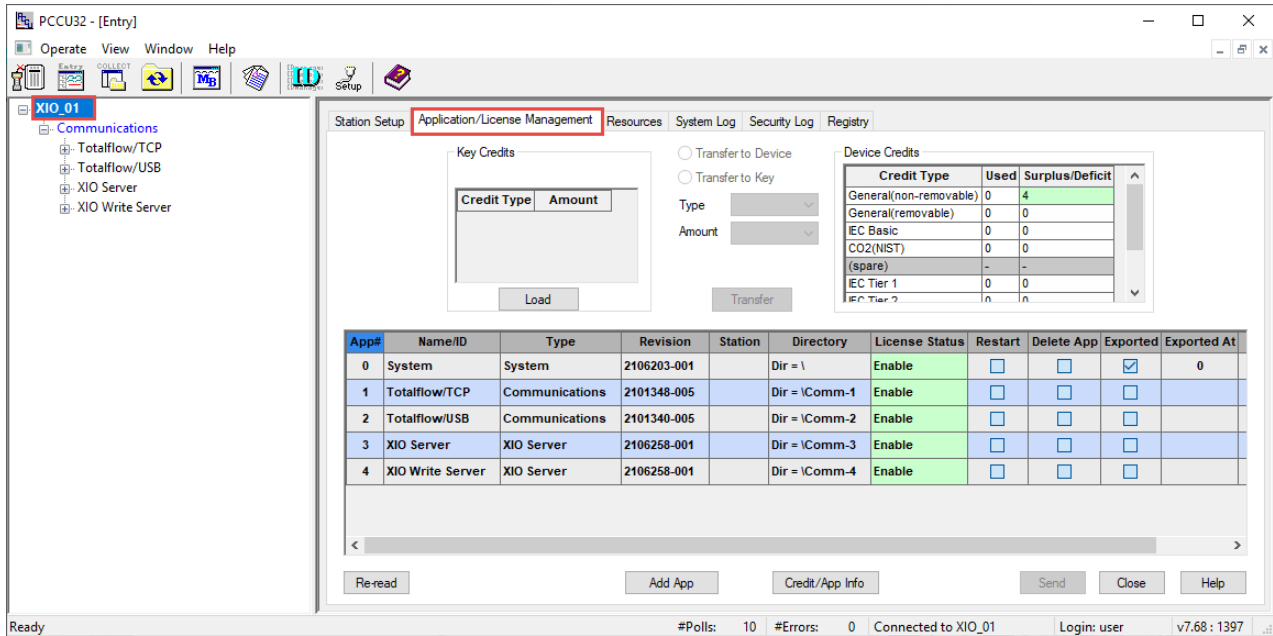 PCCU32 - [Entry]
Operate View Window Help
Entry COLLECT MB ID Setup
XIO_01
Communications
Totalflow/TCP
Totalflow/USB
XIO Server
XIO Write Server
Station Setup Application/License Management Resources System Log Security Log Registry
Key Credits
Credit Type Amount
Load
Transfer to Device
Transfer to Key
Type
Amount
Transfer
Device Credits
Credit Type Used Surplus/Deficit
General(non-removable) 0 4
General(removable) 0 0
IEC Basic 0 0
CO2(NIST) 0 0
(spare) - -
IEC Tier 1 0 0
IEC Tier 2 0 0
App# Name/ID Type Revision Station Directory License Status Restart Delete App Exported Exported At
0 System System 2106203-001 Dir = \ Enable 0
1 Totalflow/TCP Communications 2101348-005 Dir = \Comm-1 Enable
2 Totalflow/USB Communications 2101340-005 Dir = \Comm-2 Enable
3 XIO Server XIO Server 2106258-001 Dir = \Comm-3 Enable
4 XIO Write Server XIO Server 2106258-001 Dir = \Comm-4 Enable
Re-read Add App Credit/App Info Send Close Help
Ready #Polls: 10 #Errors: 0 Connected to XIO_01 Login: user v7.68 : 1397